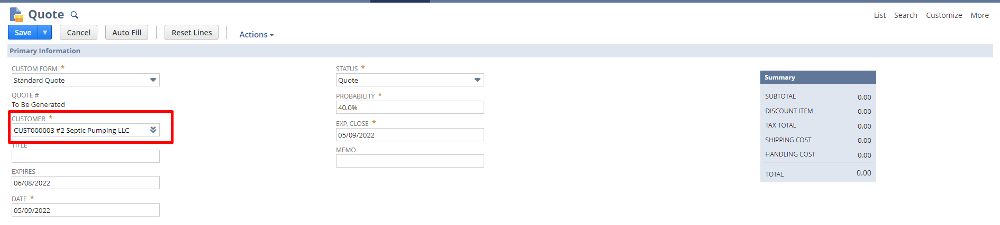 Quote
List Search Customize More
Save Cancel Auto Fill Reset Lines Actions
Primary Information
CUSTOM FORM *
Standard Quote
QUOTE #
To Be Generated
CUSTOMER *
CUST000003 #2 Septic Pumping LLC
TITLE
EXPIRES
06/08/2022
DATE *
05/09/2022
STATUS *
Quote
PROBABILITY *
40.0%
EXP. CLOSE *
05/09/2022
MEMO
Summary
SUBTOTAL 0.00
DISCOUNT ITEM 0.00
TAX TOTAL 0.00
SHIPPING COST 0.00
HANDLING COST 0.00
TOTAL 0.00